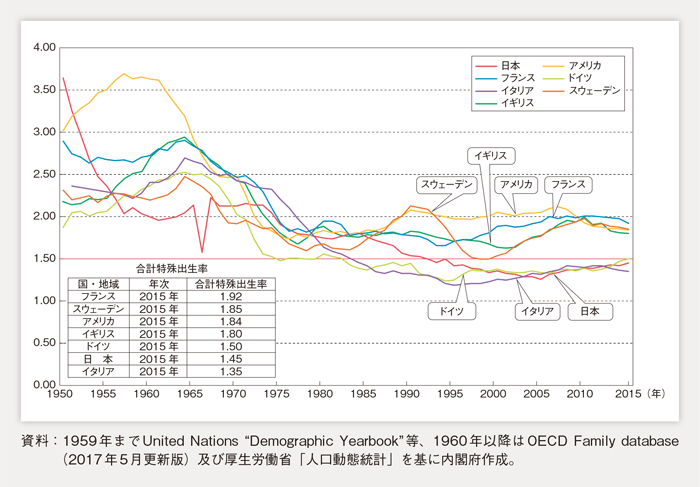 4.00
3.50
3.00
2.50
2.00
1.50
1.00
0.50
0.00
日本
アメリカ
フランス
ドイツ
イタリア
スウェーデン
イギリス
イギリス
スウェーデン
アメリカ
フランス
ドイツ
イタリア
日本
合計特殊出生率
国・地域 年次 合計特殊出生率
フランス 2015年 1.92
スウェーデン 2015年 1.85
アメリカ 2015年 1.84
イギリス 2015年 1.80
ドイツ 2015年 1.50
日 本 2015年 1.45
イタリア 2015年 1.35
1950 1955 1960 1965 1970 1975 1980 1985 1990 1995 2000 2005 2010 2015(年)
資料：1959年までUnited Nations “Demographic Yearbook”等、1960年以降はOECD Family database
（2017年５月更新版）及び厚生労働省「人口動態統計」を基に内閣府作成。